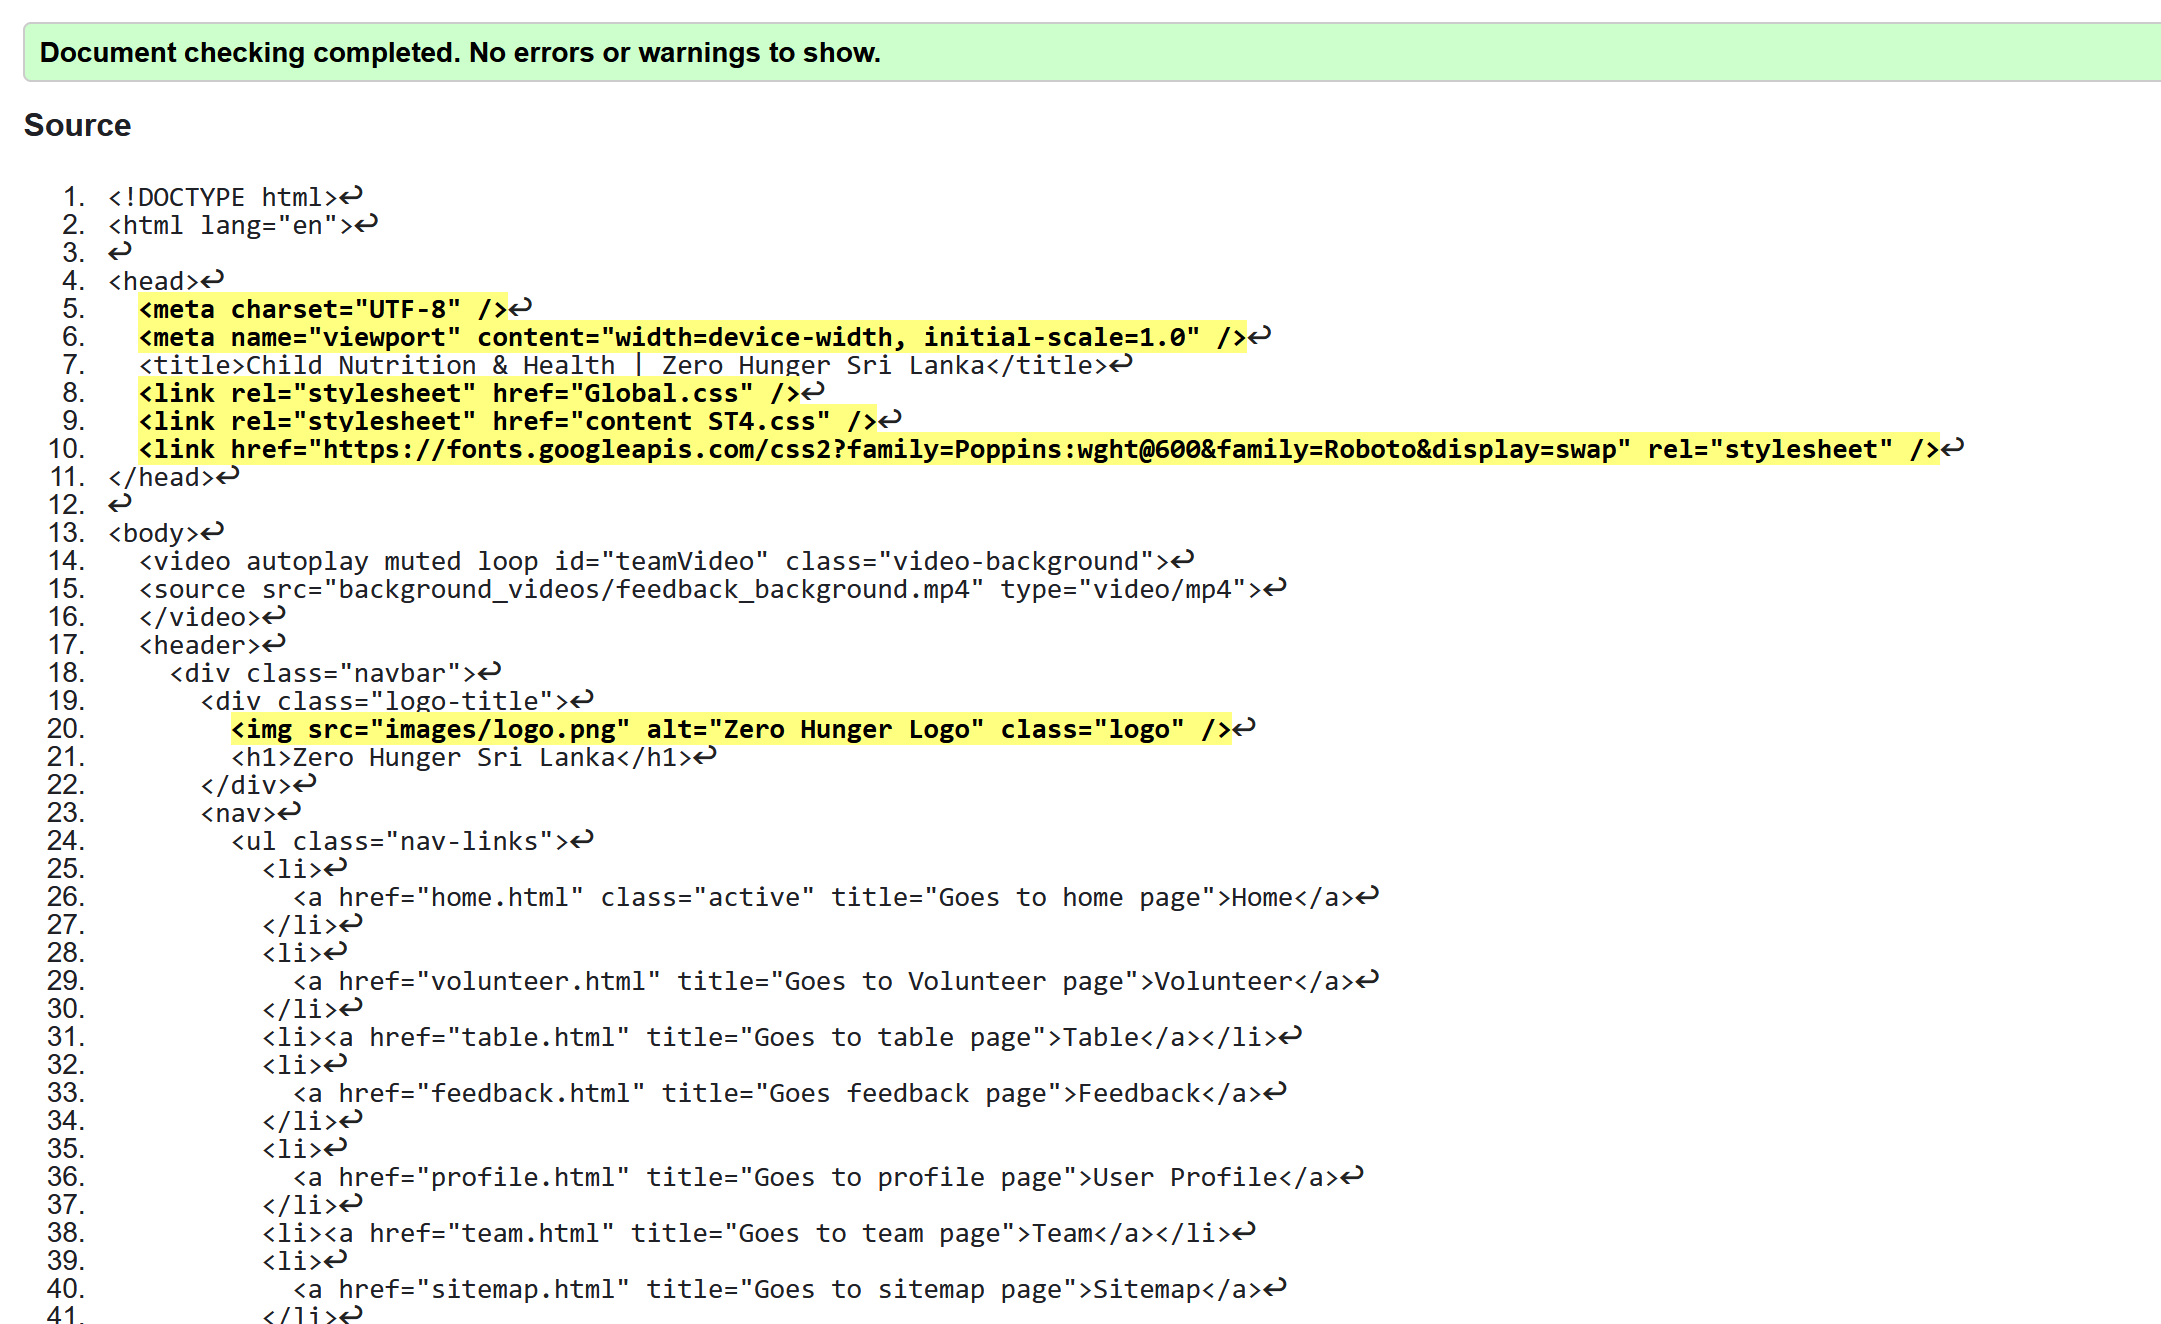 Document checking completed. No errors or warnings to show.
Source
1. <!DOCTYPE html>↩
2. <html lang="en">↩
3. ↩
4. <head>↩
5.   <meta charset="UTF-8" />↩
6.   <meta name="viewport" content="width=device-width, initial-scale=1.0" />↩
7.   <title>Child Nutrition & Health | Zero Hunger Sri Lanka</title>↩
8.   <link rel="stylesheet" href="Global.css" />↩
9.   <link rel="stylesheet" href="content ST4.css" />↩
10.   <link href="https://fonts.googleapis.com/css2?family=Poppins:wght@600&family=Roboto&display=swap" rel="stylesheet" />↩
11. </head>↩
12. ↩
13. <body>↩
14.   <video autoplay muted loop id="teamVideo" class="video-background">↩
15.   <source src="background_videos/feedback_background.mp4" type="video/mp4">↩
16.   </video>↩
17.   <header>↩
18.     <div class="navbar">↩
19.       <div class="logo-title">↩
20.         <img src="images/logo.png" alt="Zero Hunger Logo" class="logo" />↩
21.         <h1>Zero Hunger Sri Lanka</h1>↩
22.       </div>↩
23.       <nav>↩
24.         <ul class="nav-links">↩
25.           <li>↩
26.             <a href="home.html" class="active" title="Goes to home page">Home</a>↩
27.           </li>↩
28.           <li>↩
29.             <a href="volunteer.html" title="Goes to Volunteer page">Volunteer</a>↩
30.           </li>↩
31.           <li><a href="table.html" title="Goes to table page">Table</a></li>↩
32.           <li>↩
33.             <a href="feedback.html" title="Goes feedback page">Feedback</a>↩
34.           </li>↩
35.           <li>↩
36.             <a href="profile.html" title="Goes to profile page">User Profile</a>↩
37.           </li>↩
38.           <li><a href="team.html" title="Goes to team page">Team</a></li>↩
39.           <li>↩
40.             <a href="sitemap.html" title="Goes to sitemap page">Sitemap</a>↩
41.           </li>↩